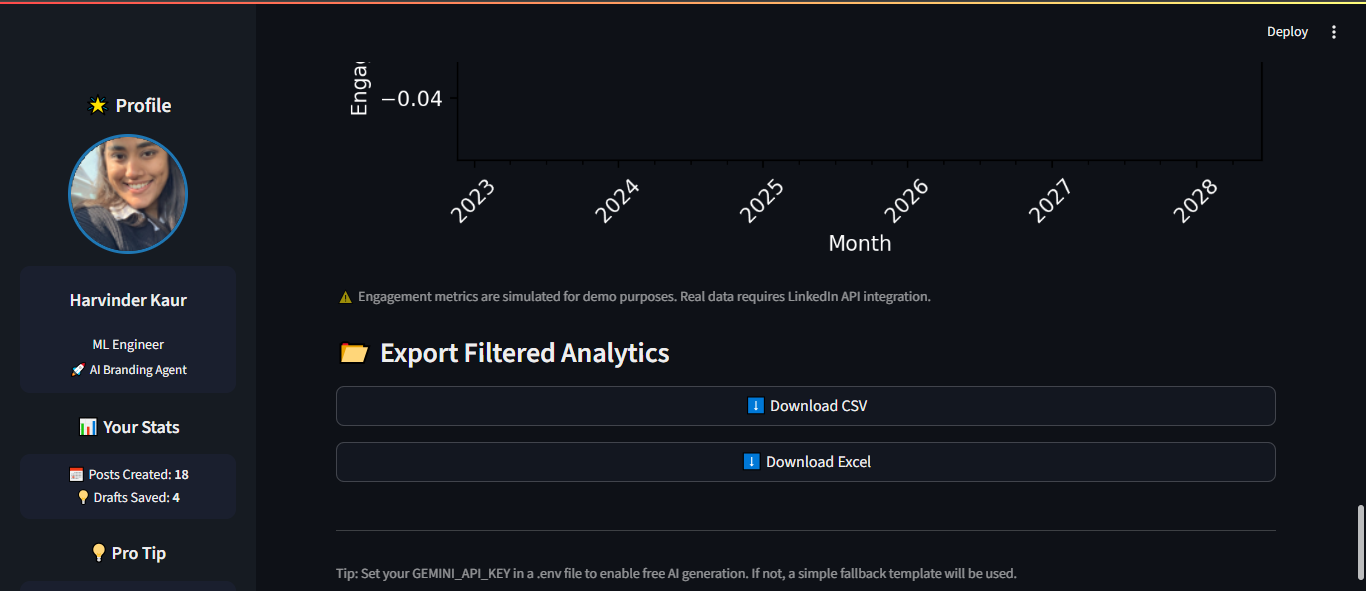 Deploy
Profile
Harvinder Kaur
ML Engineer
🚀 AI Branding Agent
📊 Your Stats
📅 Posts Created: 18
💡 Drafts Saved: 4
💡 Pro Tip
−0.04
2023
2024
2025
2026
2027
2028
Month
⚠ Engagement metrics are simulated for demo purposes. Real data requires LinkedIn API integration.
📂 Export Filtered Analytics
⬇ Download CSV
⬇ Download Excel
Tip: Set your GEMINI_API_KEY in a .env file to enable free AI generation. If not, a simple fallback template will be used.